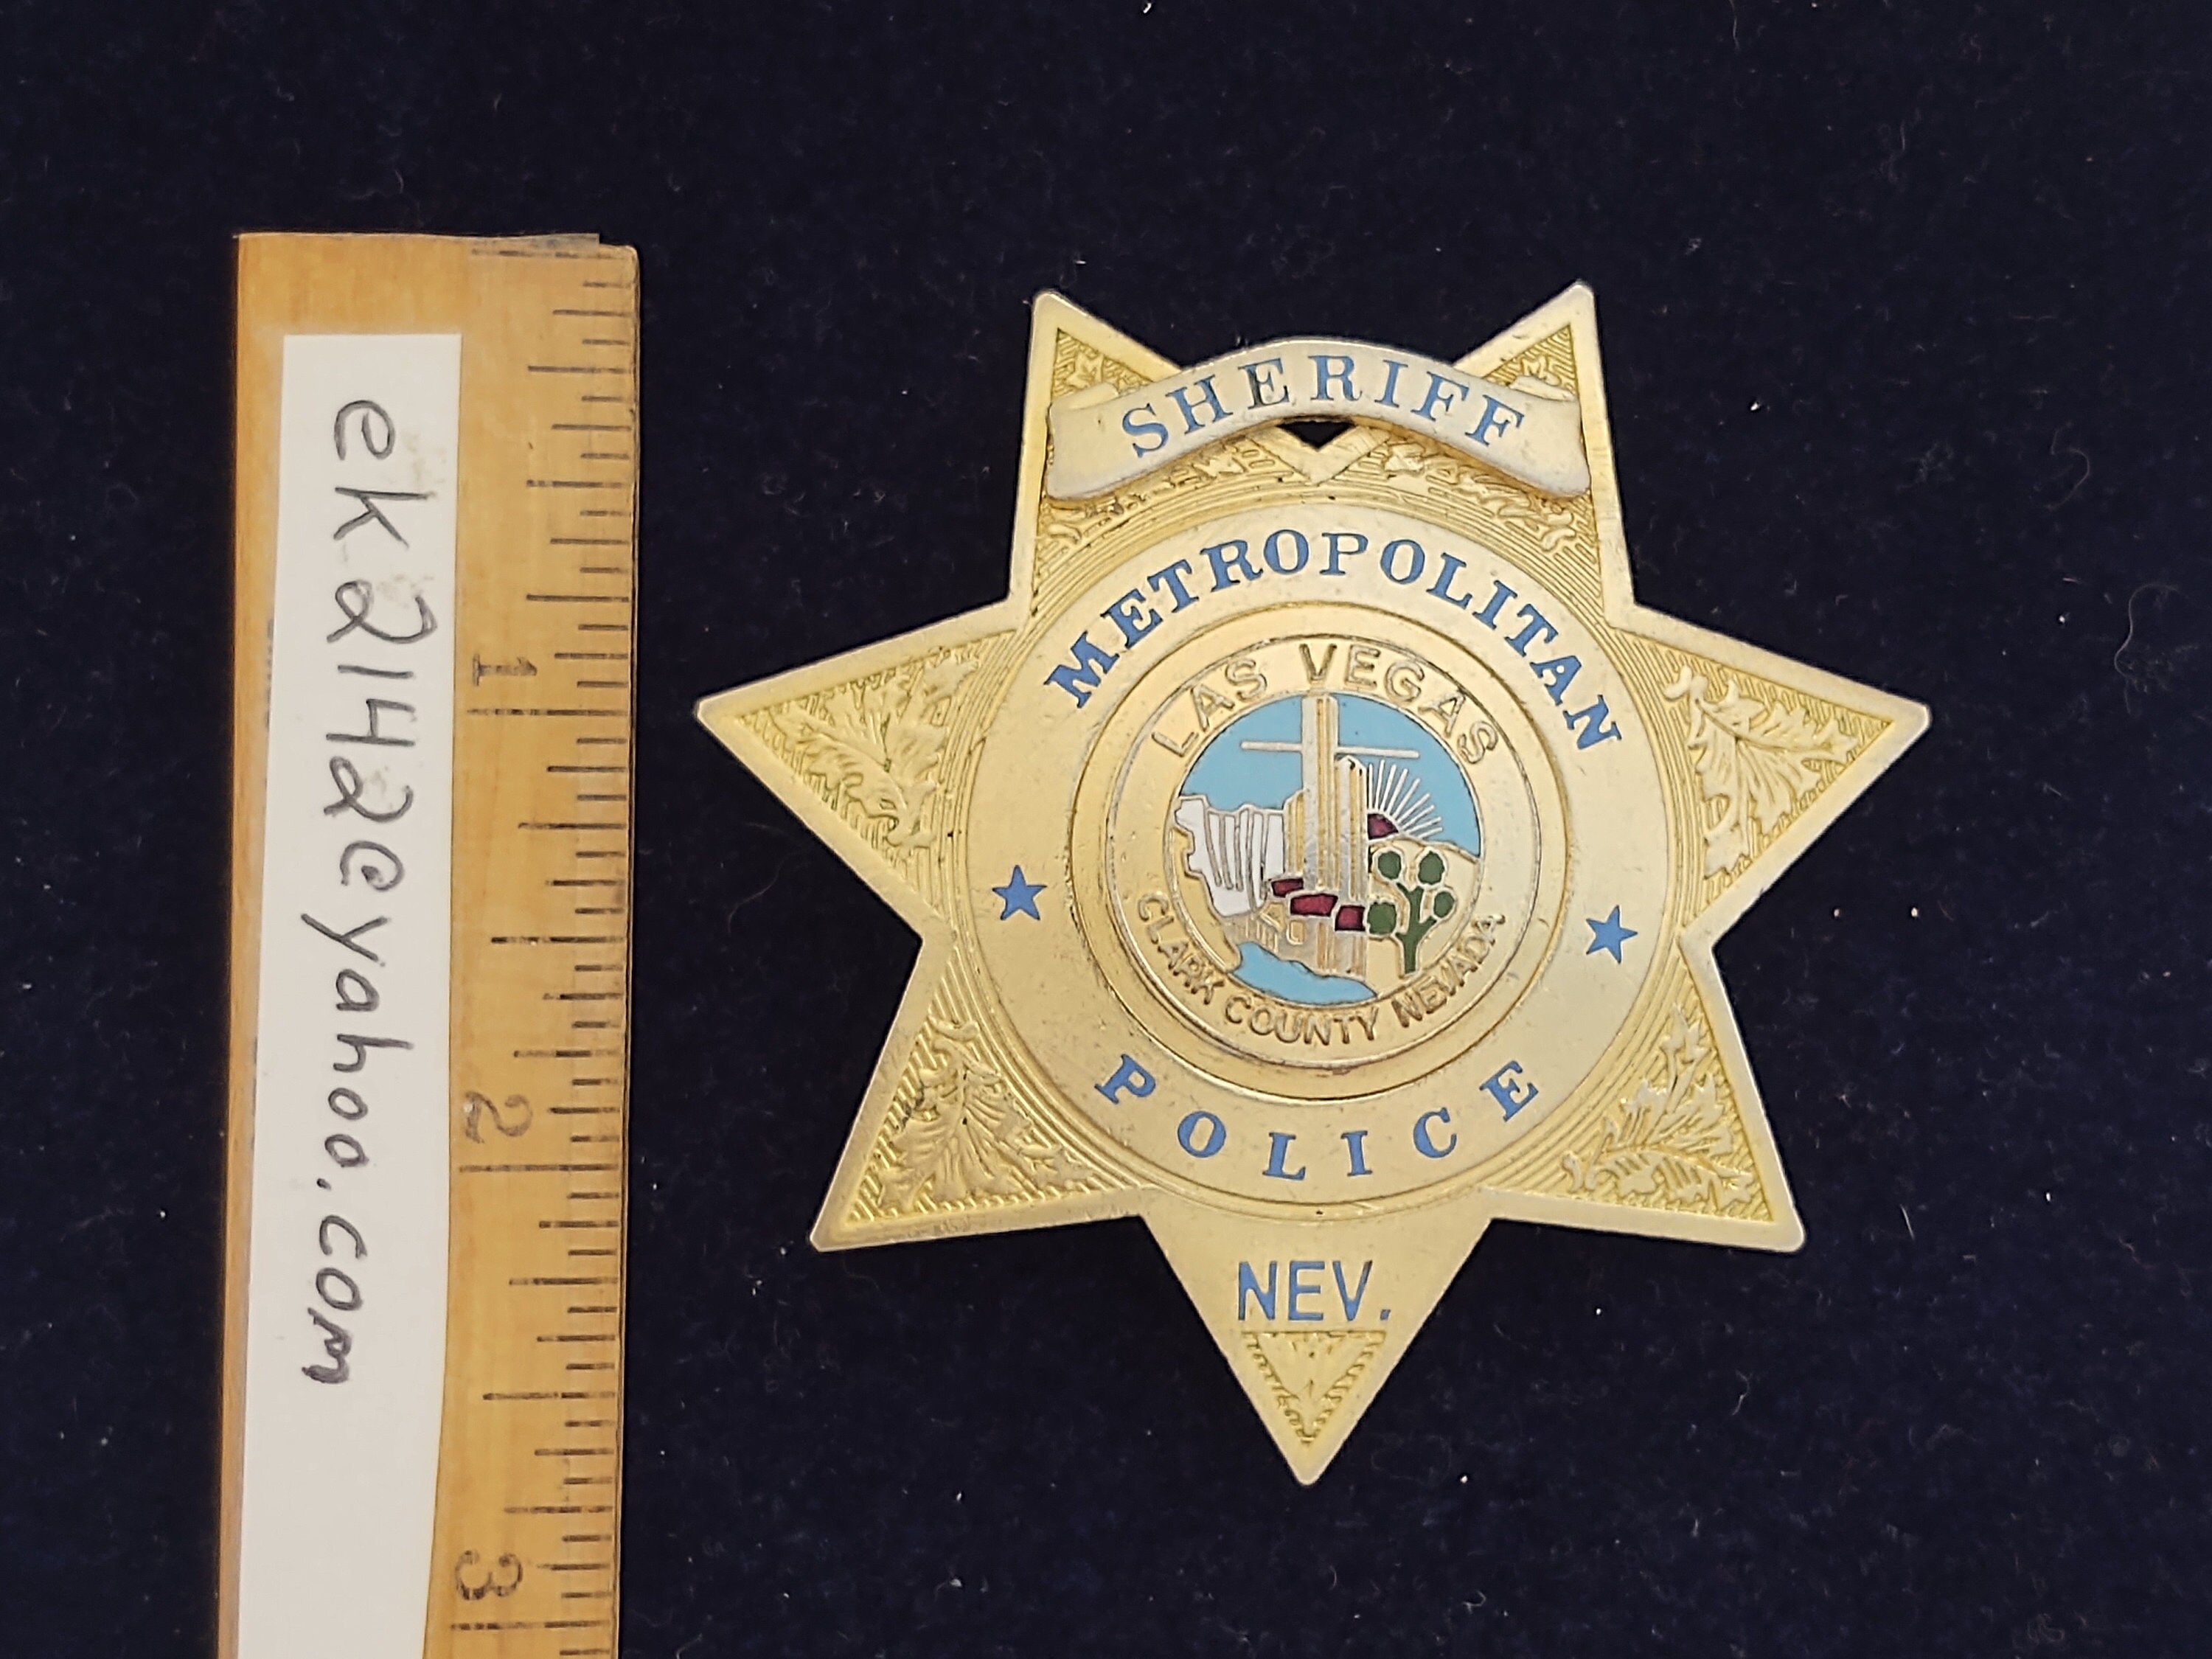 ek2142@yahoo.com
1
2
3
SHERIFF
METROPOLITAN
LAS VEGAS
CLARK COUNTY NEVADA
POLICE
NEV.